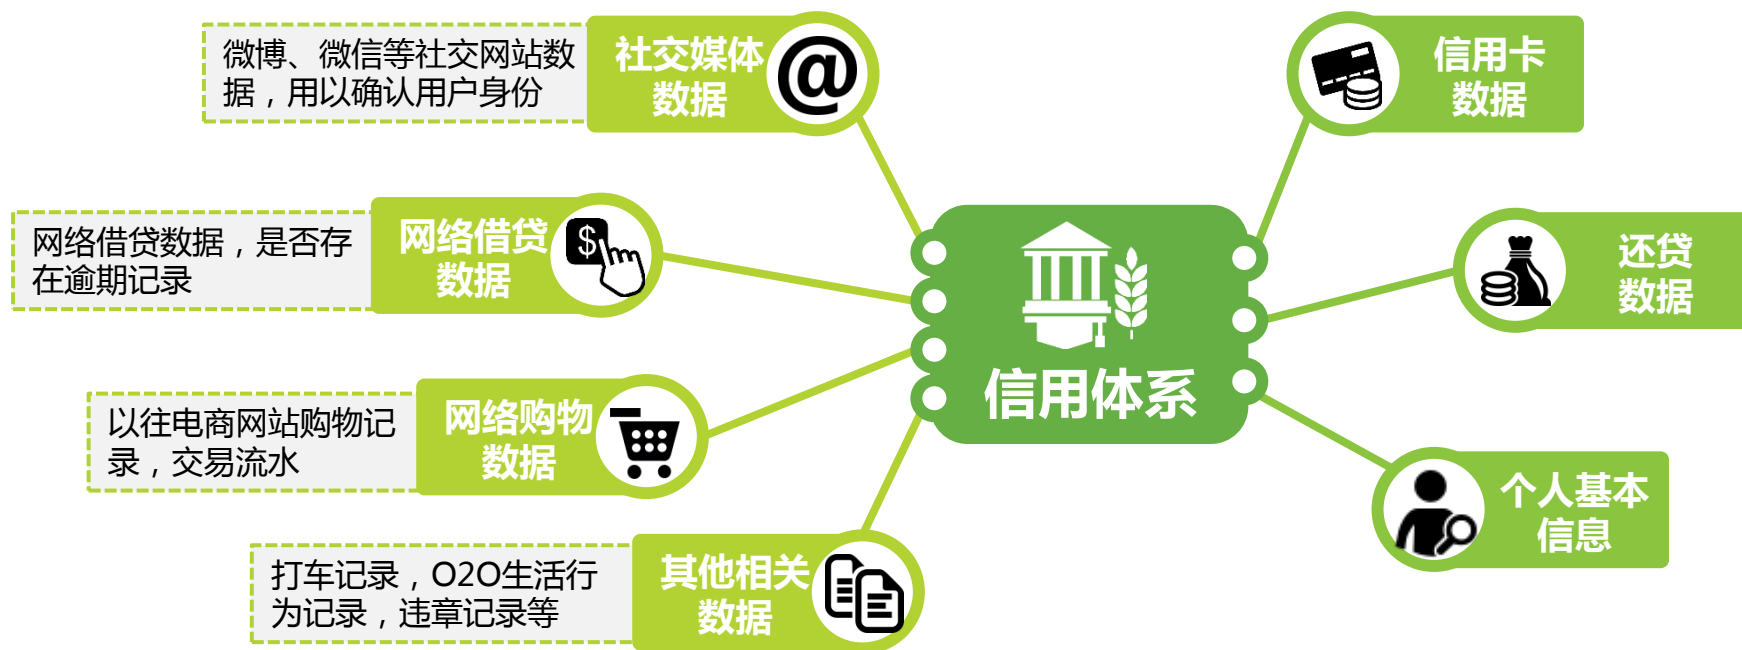 微博、微信等社交网站数
据，用以确认用户身份
社交媒体
数据
@
网络借贷数据，是否存
在逾期记录
网络借贷
数据
$
以往电商网站购物记
录，交易流水
网络购物
数据
打车记录，O2O生活行
为记录，违章记录等
其他相关
数据
信用体系
信用卡
数据
还贷
数据
个人基本
信息